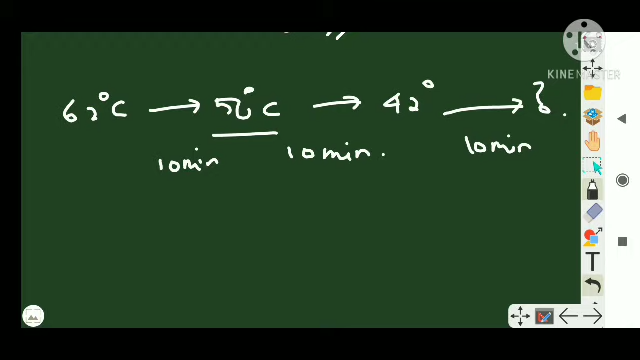 KINEMASTER
62°C → 50°C → 42° → ?.
10min 10min. 10min